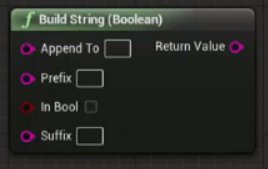 f Build String (Boolean)
Append To Return Value
Prefix
In Bool
Suffix